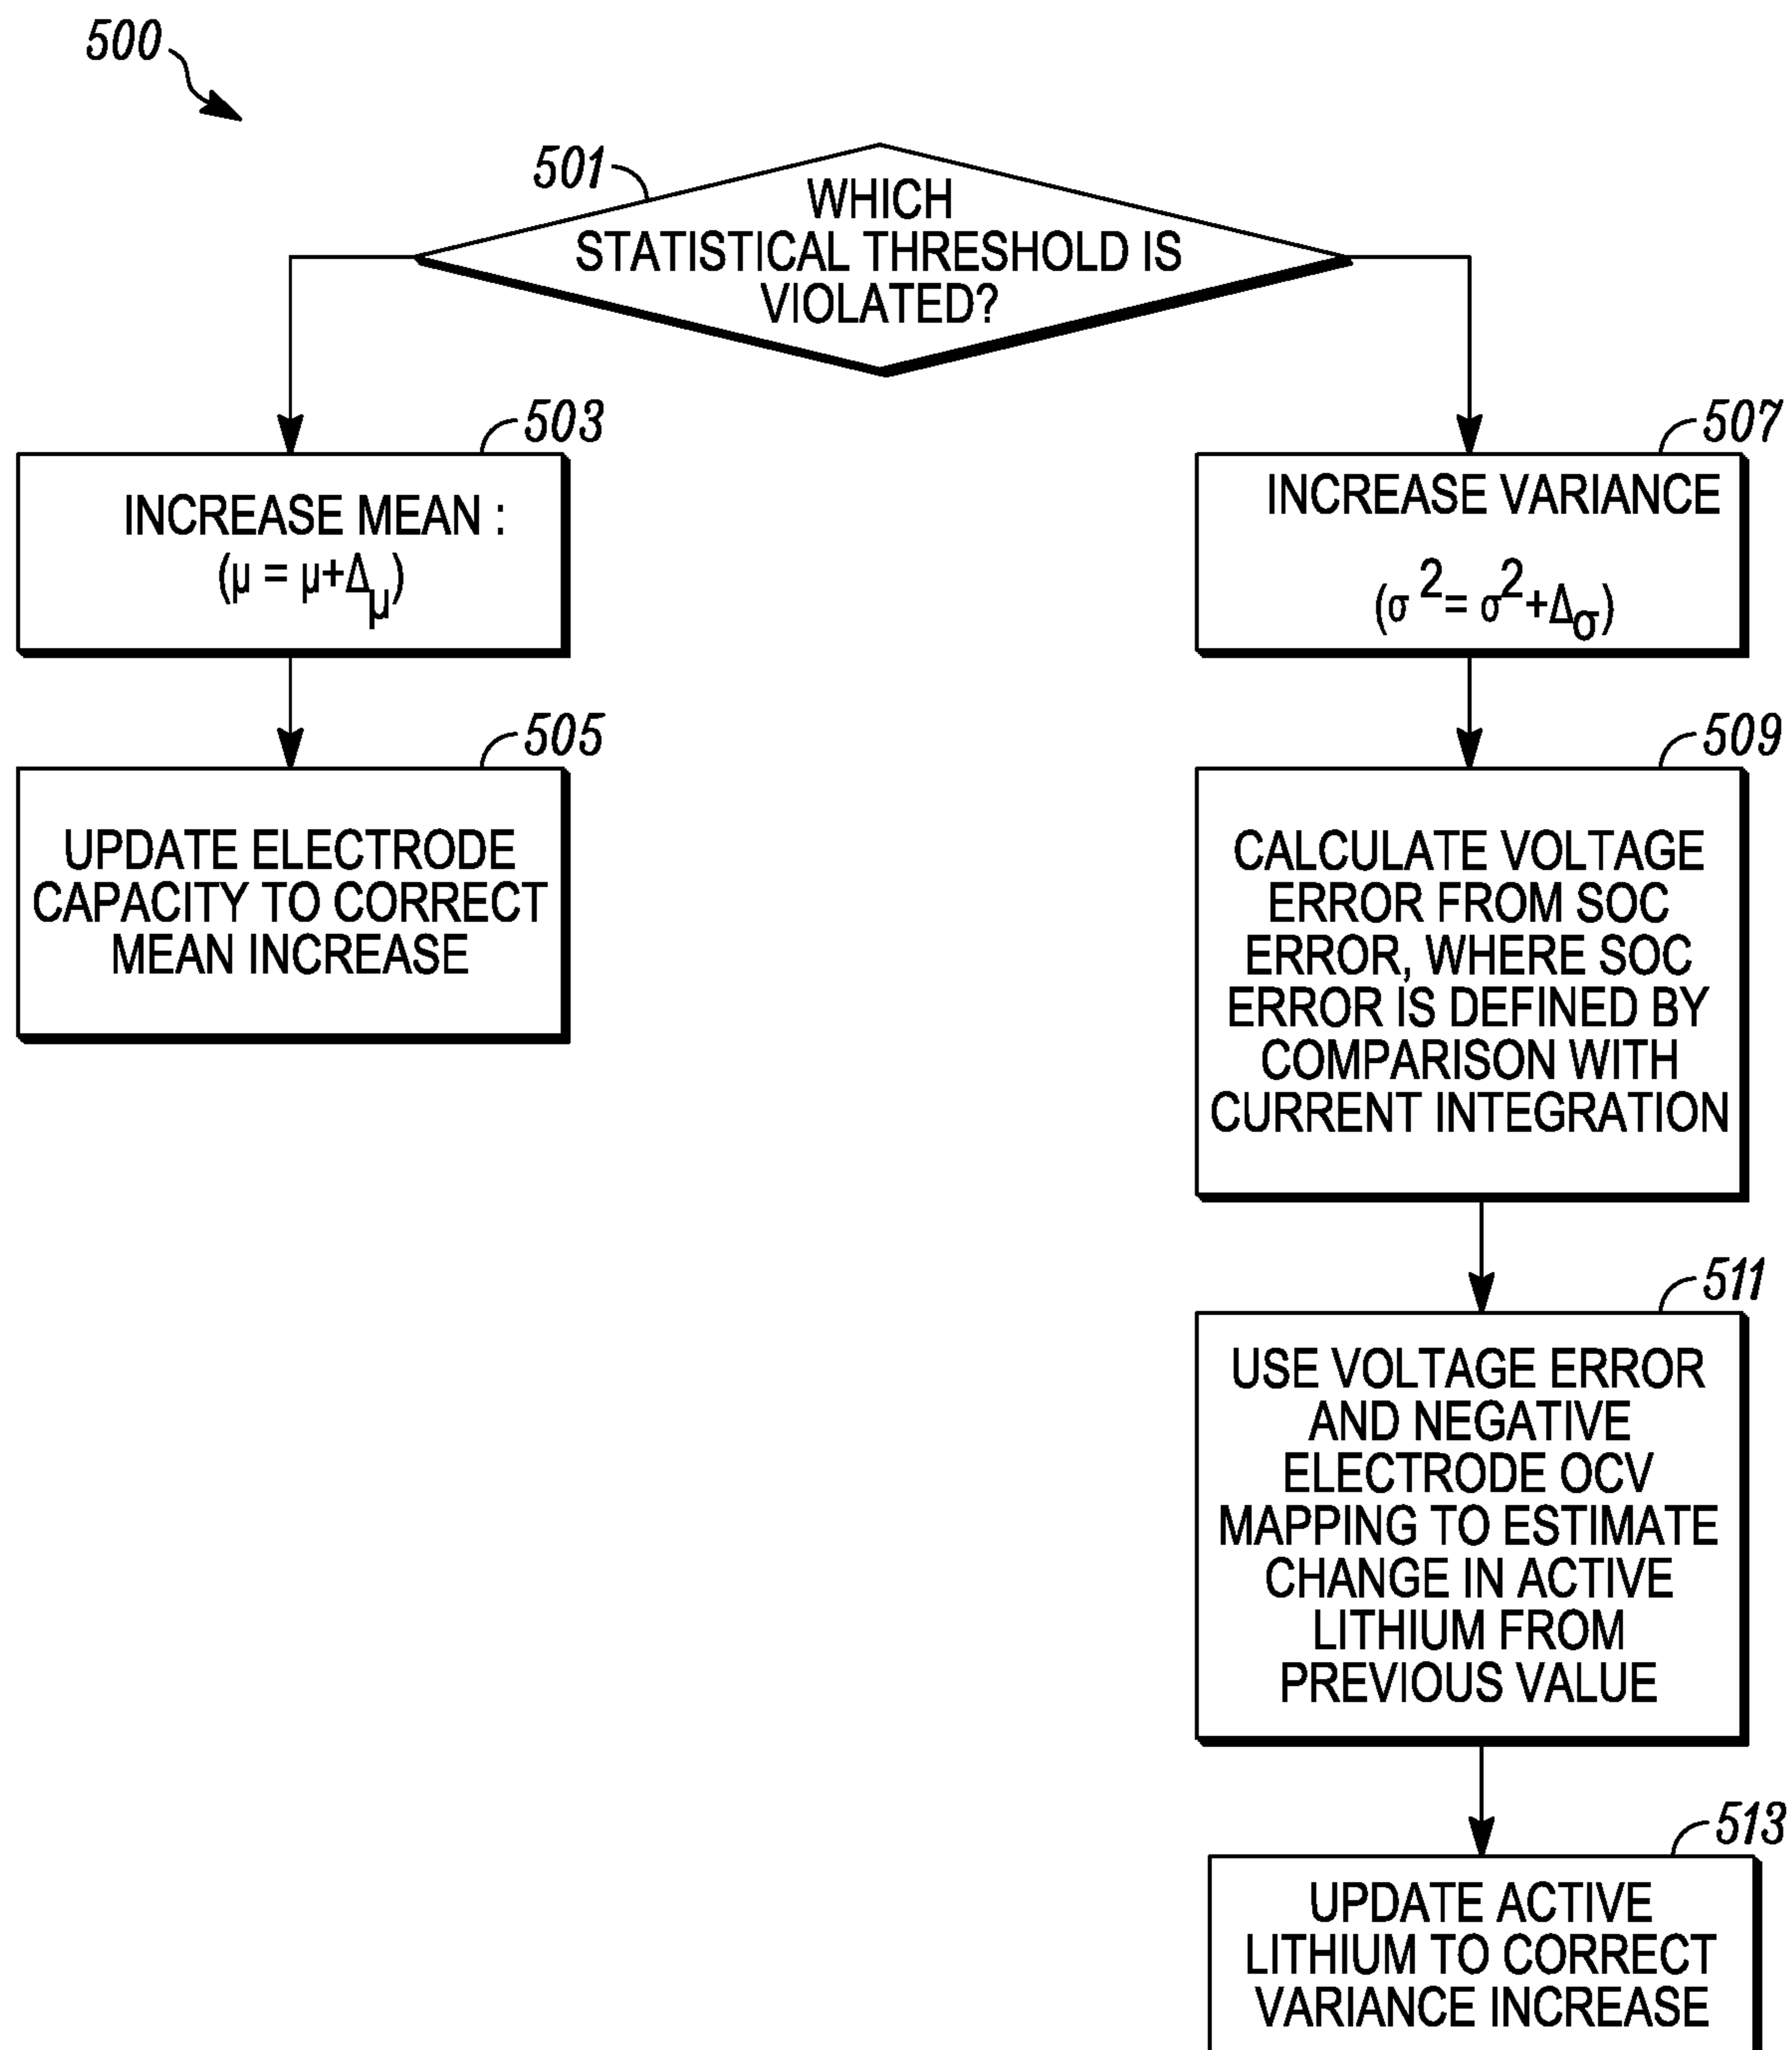 500
501
WHICH
STATISTICAL THRESHOLD IS
VIOLATED?
503
INCREASE MEAN :
(μ = μ+Δμ)
505
UPDATE ELECTRODE
CAPACITY TO CORRECT
MEAN INCREASE
507
INCREASE VARIANCE
(σ 2= σ2+Δσ)
509
CALCULATE VOLTAGE
ERROR FROM SOC
ERROR, WHERE SOC
ERROR IS DEFINED BY
COMPARISON WITH
CURRENT INTEGRATION
511
USE VOLTAGE ERROR
AND NEGATIVE
ELECTRODE OCV
MAPPING TO ESTIMATE
CHANGE IN ACTIVE
LITHIUM FROM
PREVIOUS VALUE
513
UPDATE ACTIVE
LITHIUM TO CORRECT
VARIANCE INCREASE